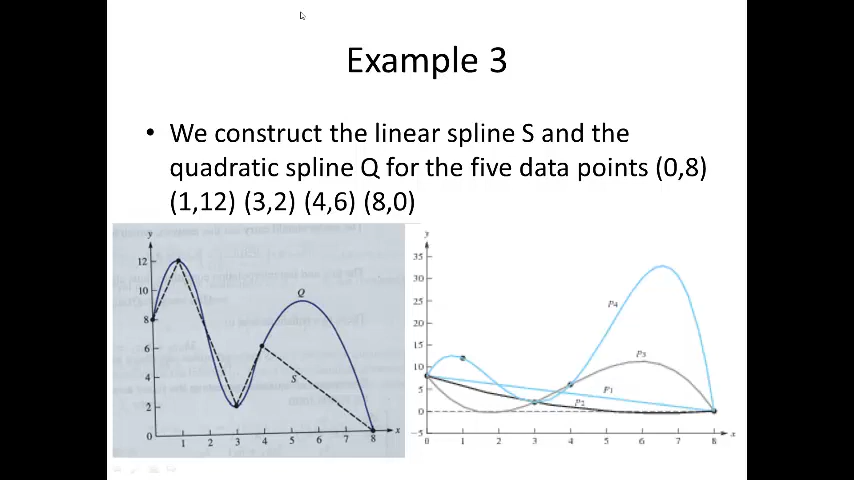 Example 3
• We construct the linear spline S and the
quadratic spline Q for the five data points (0,8)
(1,12) (3,2) (4,6) (8,0)
y
12
10
8
6
4
2
0
1 2 3 4 5 6 7 8 x
Q
S
y
35
30
25
20
15
10
5
0
-5
0 1 2 3 4 5 6 7 8 x
P4
P3
P1
P2